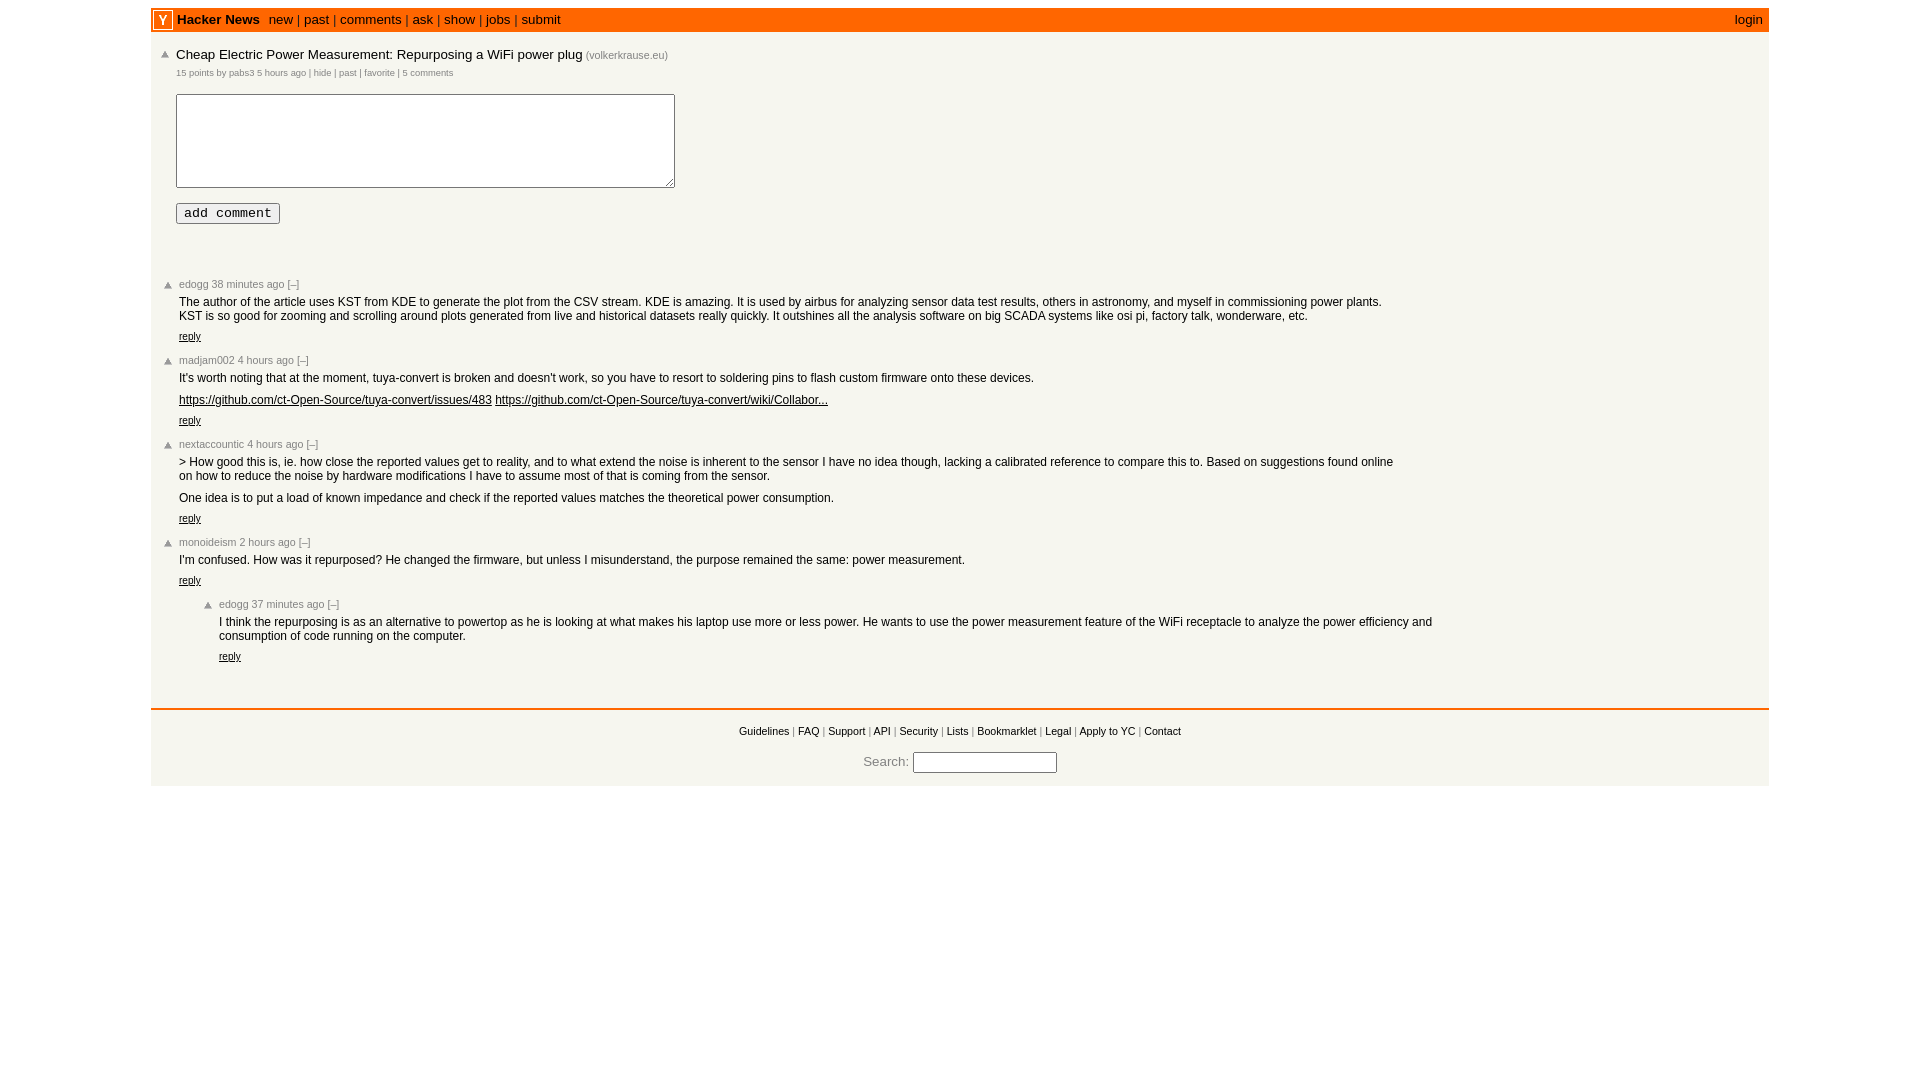 Y Hacker News new | past | comments | ask | show | jobs | submit login
Cheap Electric Power Measurement: Repurposing a WiFi power plug (volkerkrause.eu)
15 points by pabs3 5 hours ago | hide | past | favorite | 5 comments
add comment
edogg 38 minutes ago [–]
The author of the article uses KST from KDE to generate the plot from the CSV stream. KDE is amazing. It is used by airbus for analyzing sensor data test results, others in astronomy, and myself in commissioning power plants.
KST is so good for zooming and scrolling around plots generated from live and historical datasets really quickly. It outshines all the analysis software on big SCADA systems like osi pi, factory talk, wonderware, etc.
reply
madjam002 4 hours ago [–]
It's worth noting that at the moment, tuya-convert is broken and doesn't work, so you have to resort to soldering pins to flash custom firmware onto these devices.
https://github.com/ct-Open-Source/tuya-convert/issues/483 https://github.com/ct-Open-Source/tuya-convert/wiki/Collabor...
reply
nextaccountic 4 hours ago [–]
> How good this is, ie. how close the reported values get to reality, and to what extend the noise is inherent to the sensor I have no idea though, lacking a calibrated reference to compare this to. Based on suggestions found online
on how to reduce the noise by hardware modifications I have to assume most of that is coming from the sensor.
One idea is to put a load of known impedance and check if the reported values matches the theoretical power consumption.
reply
monoideism 2 hours ago [–]
I'm confused. How was it repurposed? He changed the firmware, but unless I misunderstand, the purpose remained the same: power measurement.
reply
edogg 37 minutes ago [–]
I think the repurposing is as an alternative to powertop as he is looking at what makes his laptop use more or less power. He wants to use the power measurement feature of the WiFi receptacle to analyze the power efficiency and
consumption of code running on the computer.
reply
Guidelines | FAQ | Support | API | Security | Lists | Bookmarklet | Legal | Apply to YC | Contact
Search: